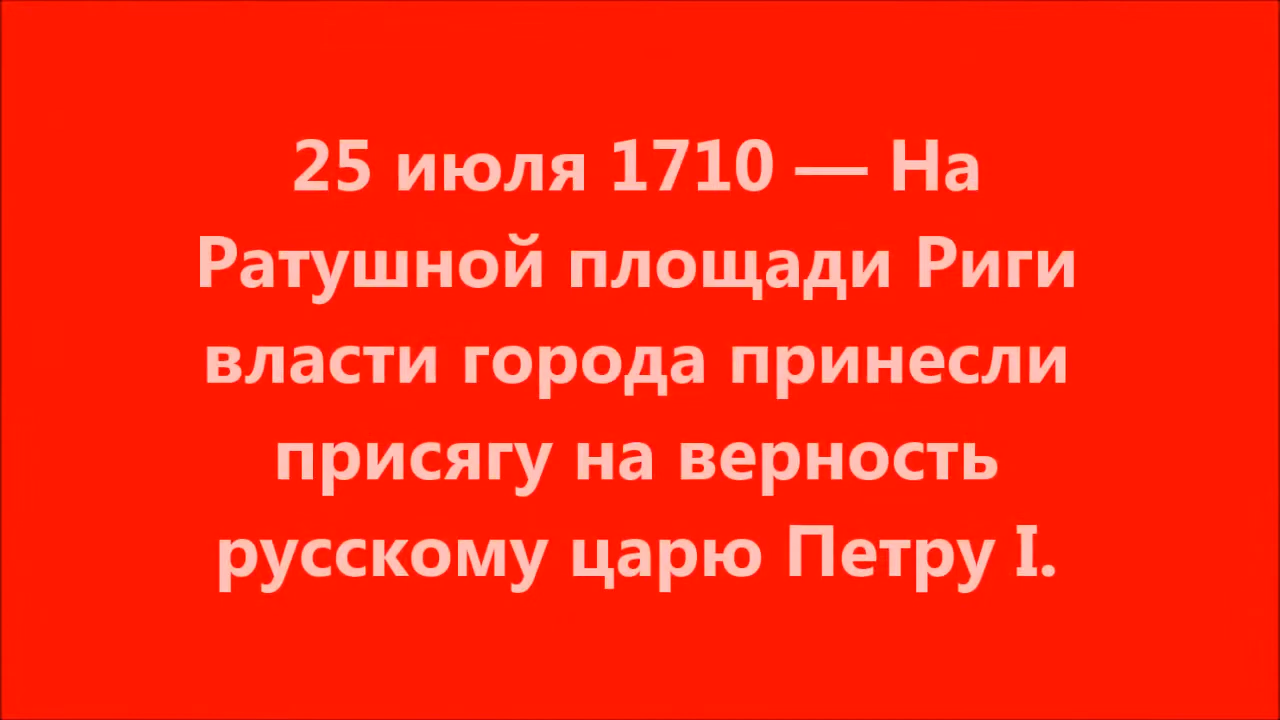 25 июля 1710 — На
Ратушной площади Риги
власти города принесли
присягу на верность
русскому царю Петру I.